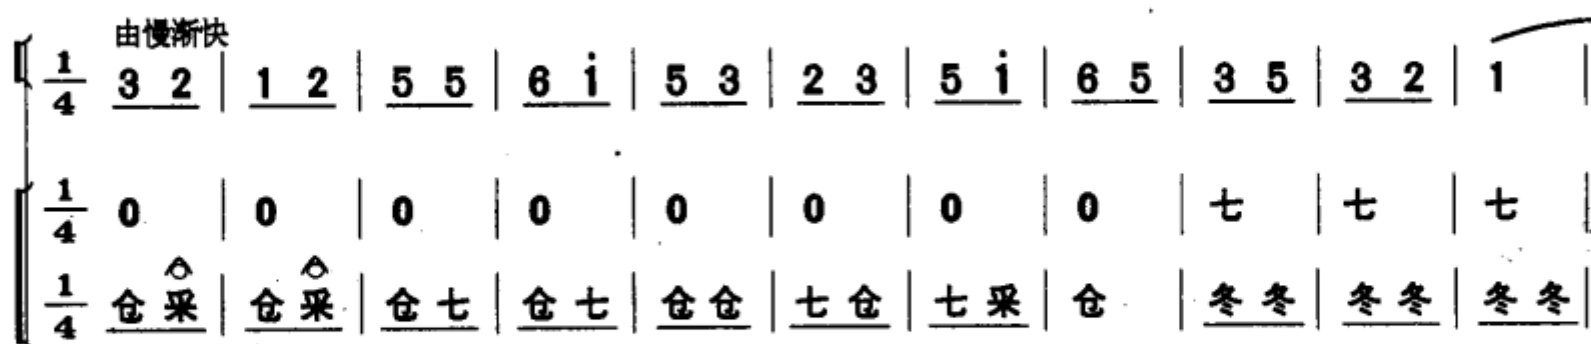 由慢渐快
1/4 3 2 | 1 2 | 5 5 | 6 i̇ | 5 3 | 2 3 | 5 i̇ | 6 5 | 3 5 | 3 2 | 1 |
1/4 0 | 0 | 0 | 0 | 0 | 0 | 0 | 0 | 七 | 七 | 七 |
1/4 仓 采 | 仓 采 | 仓 七 | 仓 七 | 仓 仓 | 七 仓 | 七 采 | 仓 | 冬 冬 | 冬 冬 | 冬 冬 |